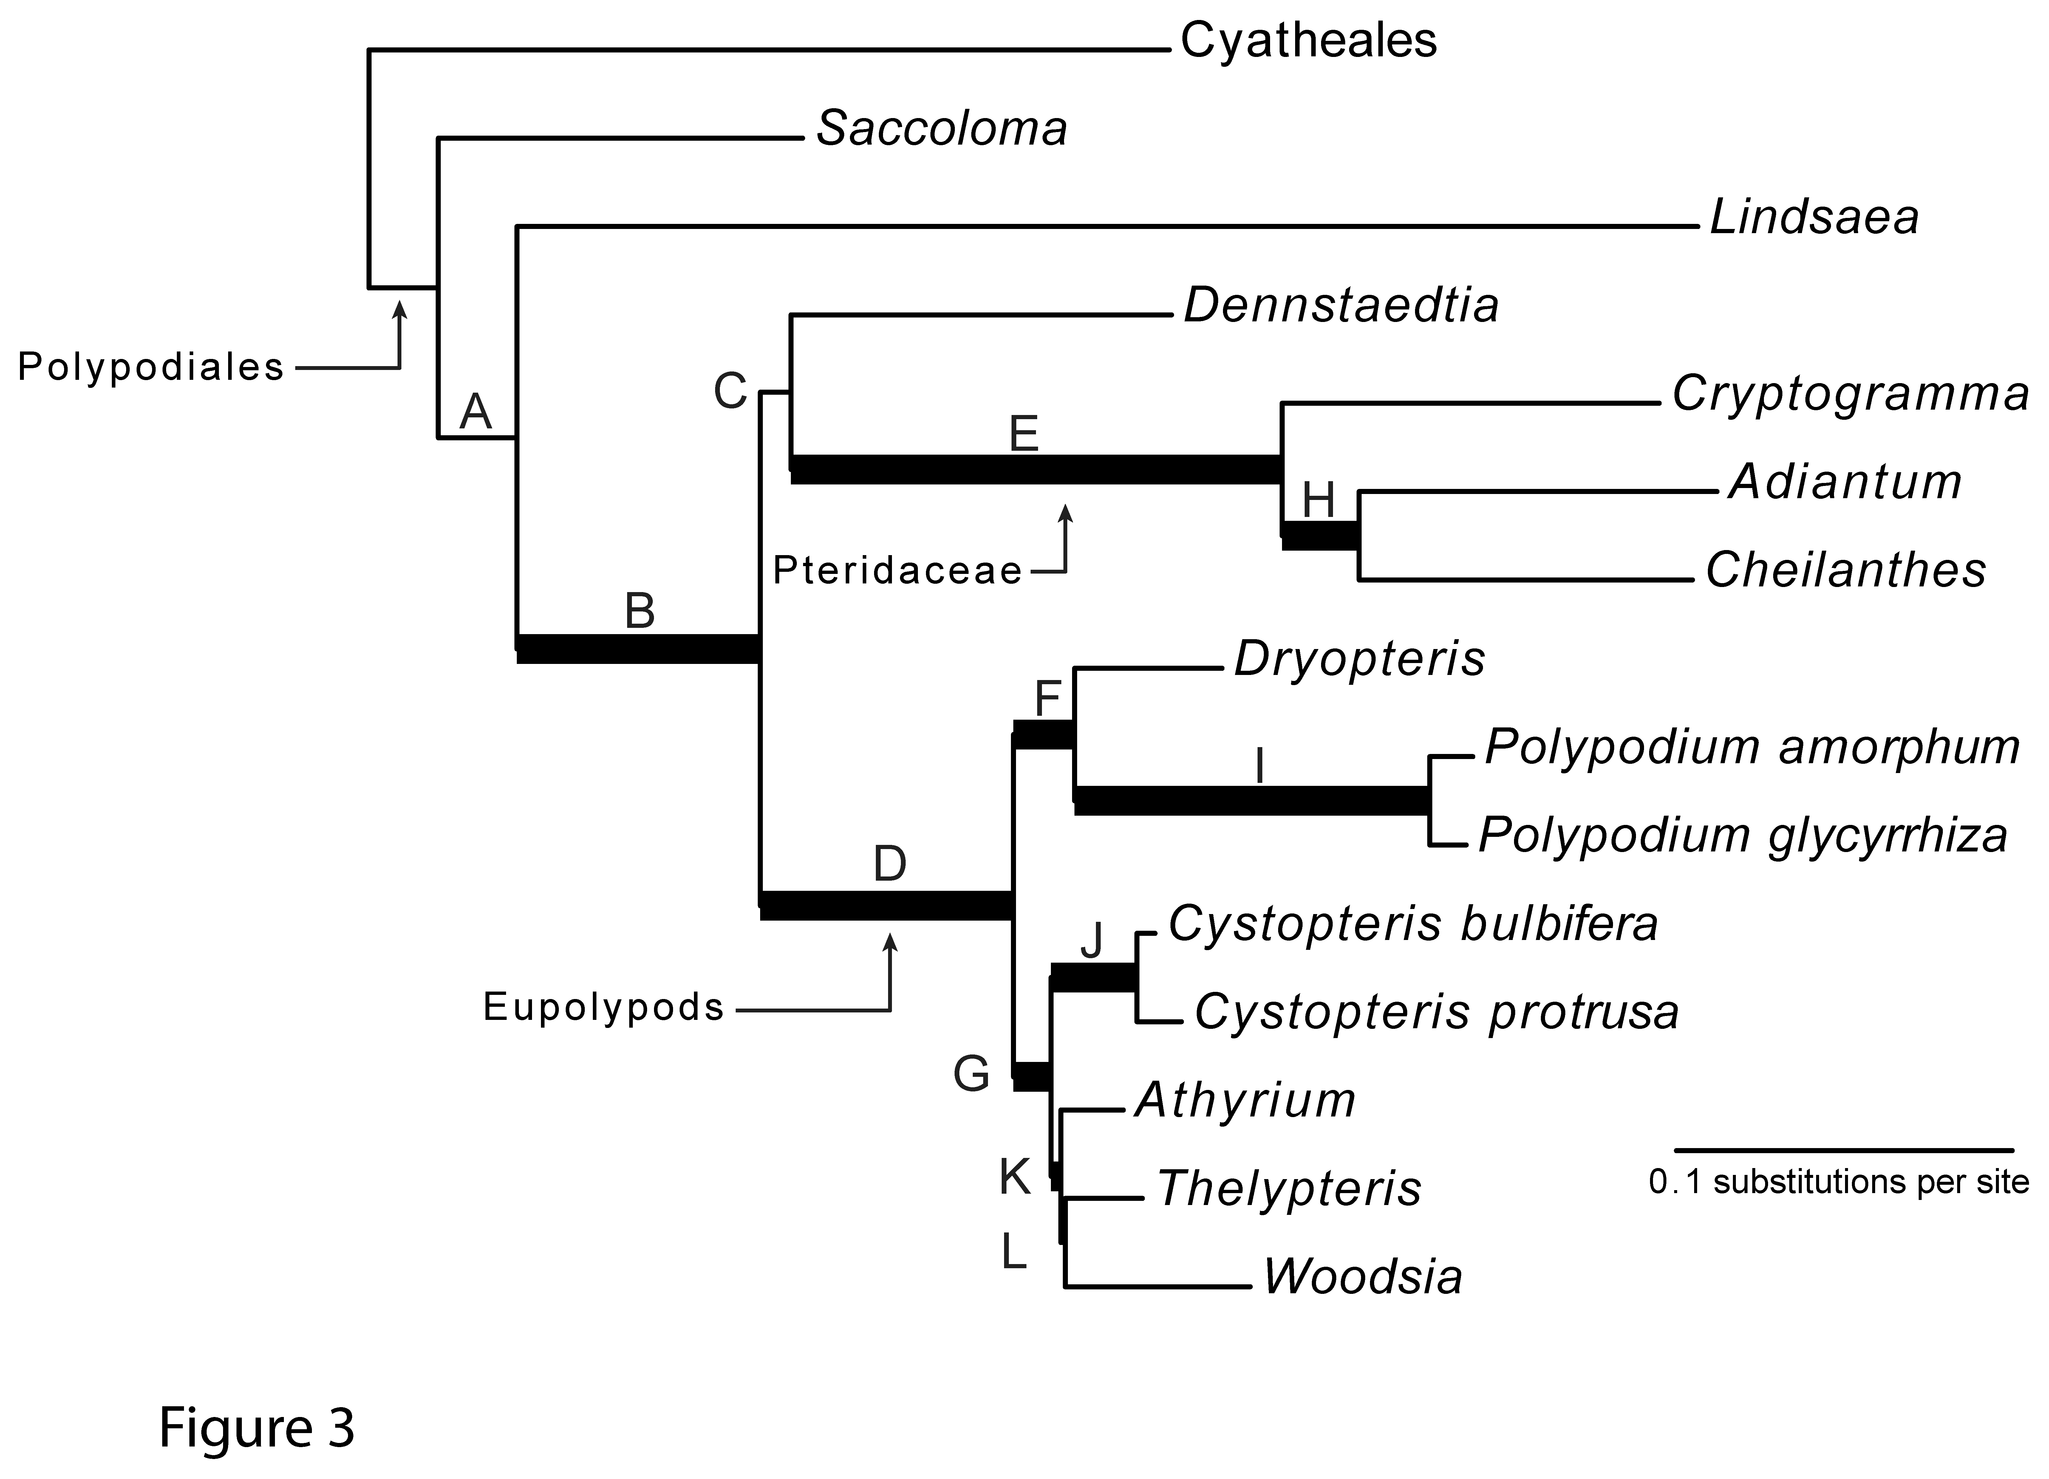 Cyatheales
Saccoloma
Lindsaea
Dennstaedtia
Polypodiales
A
C
Cryptogramma
E
Adiantum
H
Pteridaceae
Cheilanthes
B
Dryopteris
F
Polypodium amorphum
I
Polypodium glycyrrhiza
D
Cystopteris bulbifera
J
Eupolypods
Cystopteris protrusa
G
Athyrium
K
Thelypteris
0.1 substitutions per site
L
Woodsia
Figure 3